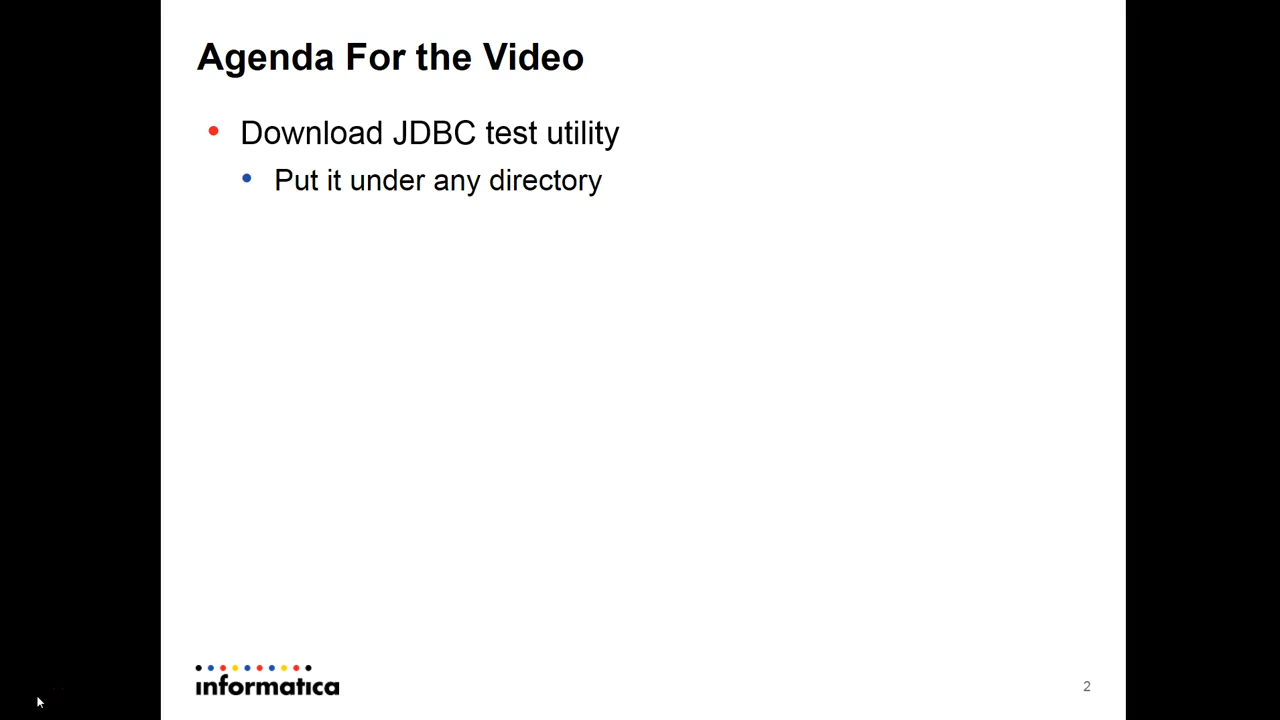 Agenda For the Video
Download JDBC test utility
Put it under any directory
informatica
2